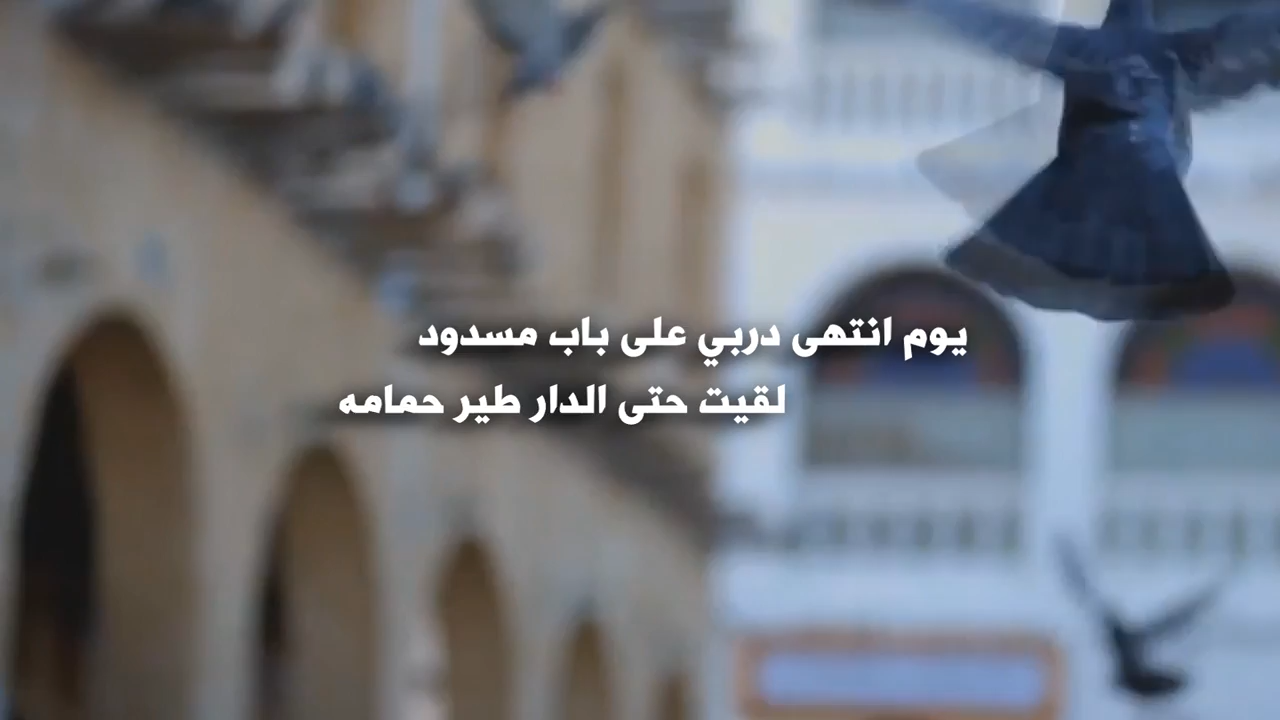 يوم انتهى دربي على باب مسدود
لقيت حتى الدار طير حمامه